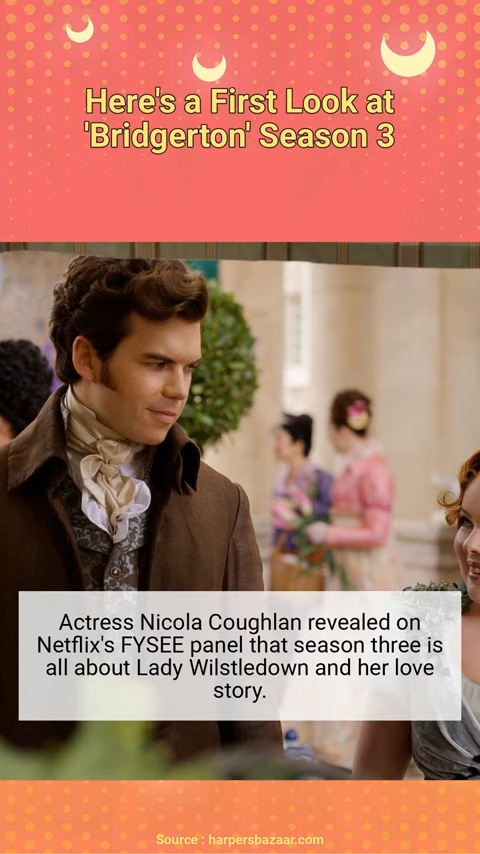 Here's a First Look at
'Bridgerton' Season 3
Actress Nicola Coughlan revealed on
Netflix's FYSEE panel that season three is
all about Lady Wilstledown and her love
story.
Source : harpersbazaar.com